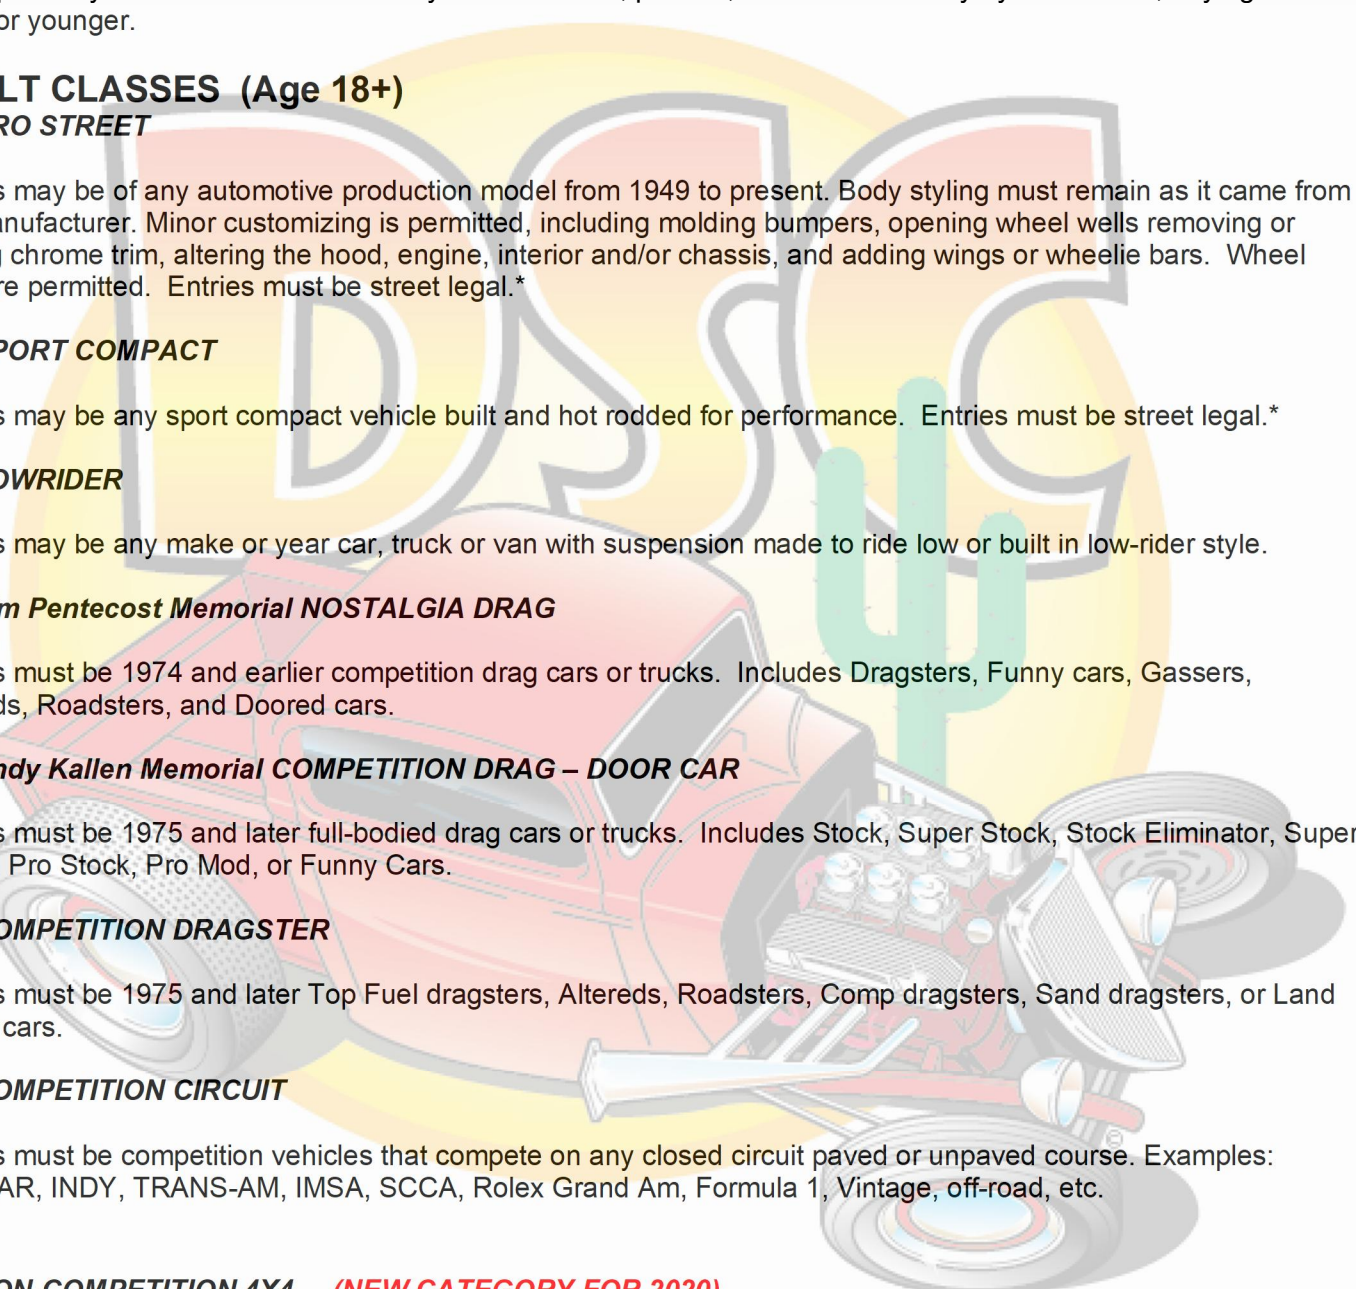 or younger.
LT CLASSES (Age 18+)
RO STREET
s may be of any automotive production model from 1949 to present. Body styling must remain as it came from
anufacturer. Minor customizing is permitted, including molding bumpers, opening wheel wells removing or
g chrome trim, altering the hood, engine, interior and/or chassis, and adding wings or wheelie bars. Wheel
re permitted. Entries must be street legal.*
PORT COMPACT
s may be any sport compact vehicle built and hot rodded for performance. Entries must be street legal.*
OWRIDER
s may be any make or year car, truck or van with suspension made to ride low or built in low-rider style.
m Pentecost Memorial NOSTALGIA DRAG
s must be 1974 and earlier competition drag cars or trucks. Includes Dragsters, Funny cars, Gassers,
ds, Roadsters, and Doored cars.
ndy Kallen Memorial COMPETITION DRAG – DOOR CAR
s must be 1975 and later full-bodied drag cars or trucks. Includes Stock, Super Stock, Stock Eliminator, Super
Pro Stock, Pro Mod, or Funny Cars.
OMPETITION DRAGSTER
s must be 1975 and later Top Fuel dragsters, Altereds, Roadsters, Comp dragsters, Sand dragsters, or Land
cars.
OMPETITION CIRCUIT
s must be competition vehicles that compete on any closed circuit paved or unpaved course. Examples:
AR, INDY, TRANS-AM, IMSA, SCCA, Rolex Grand Am, Formula 1, Vintage, off-road, etc.
ON COMPETITION 4X4 (NEW CATEGORY FOR 2020)
DSC
©